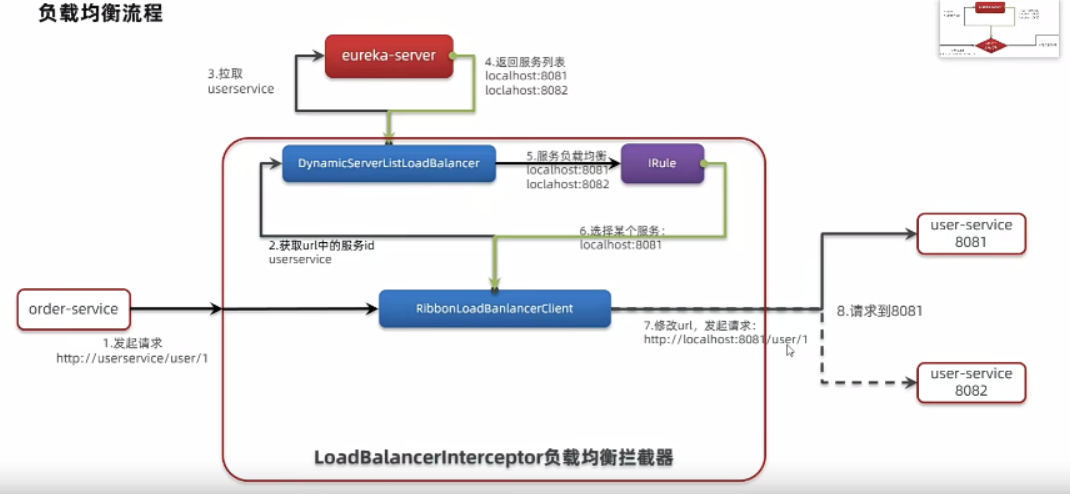 负载均衡流程
eureka-server
3.拉取
userservice
4.返回服务列表
localhost:8081
loclahost:8082
DynamicServerListLoadBalancer
5.服务负载均衡
localhost:8081
loclahost:8082
IRule
2.获取url中的服务id
userservice
6.选择某个服务：
localhost:8081
order-service
1.发起请求
http://userservice/user/1
RibbonLoadBanlancerClient
7.修改url，发起请求：
http://localhost:8081/user/1
8.请求到8081
user-service
8081
user-service
8082
LoadBalancerInterceptor负载均衡拦截器